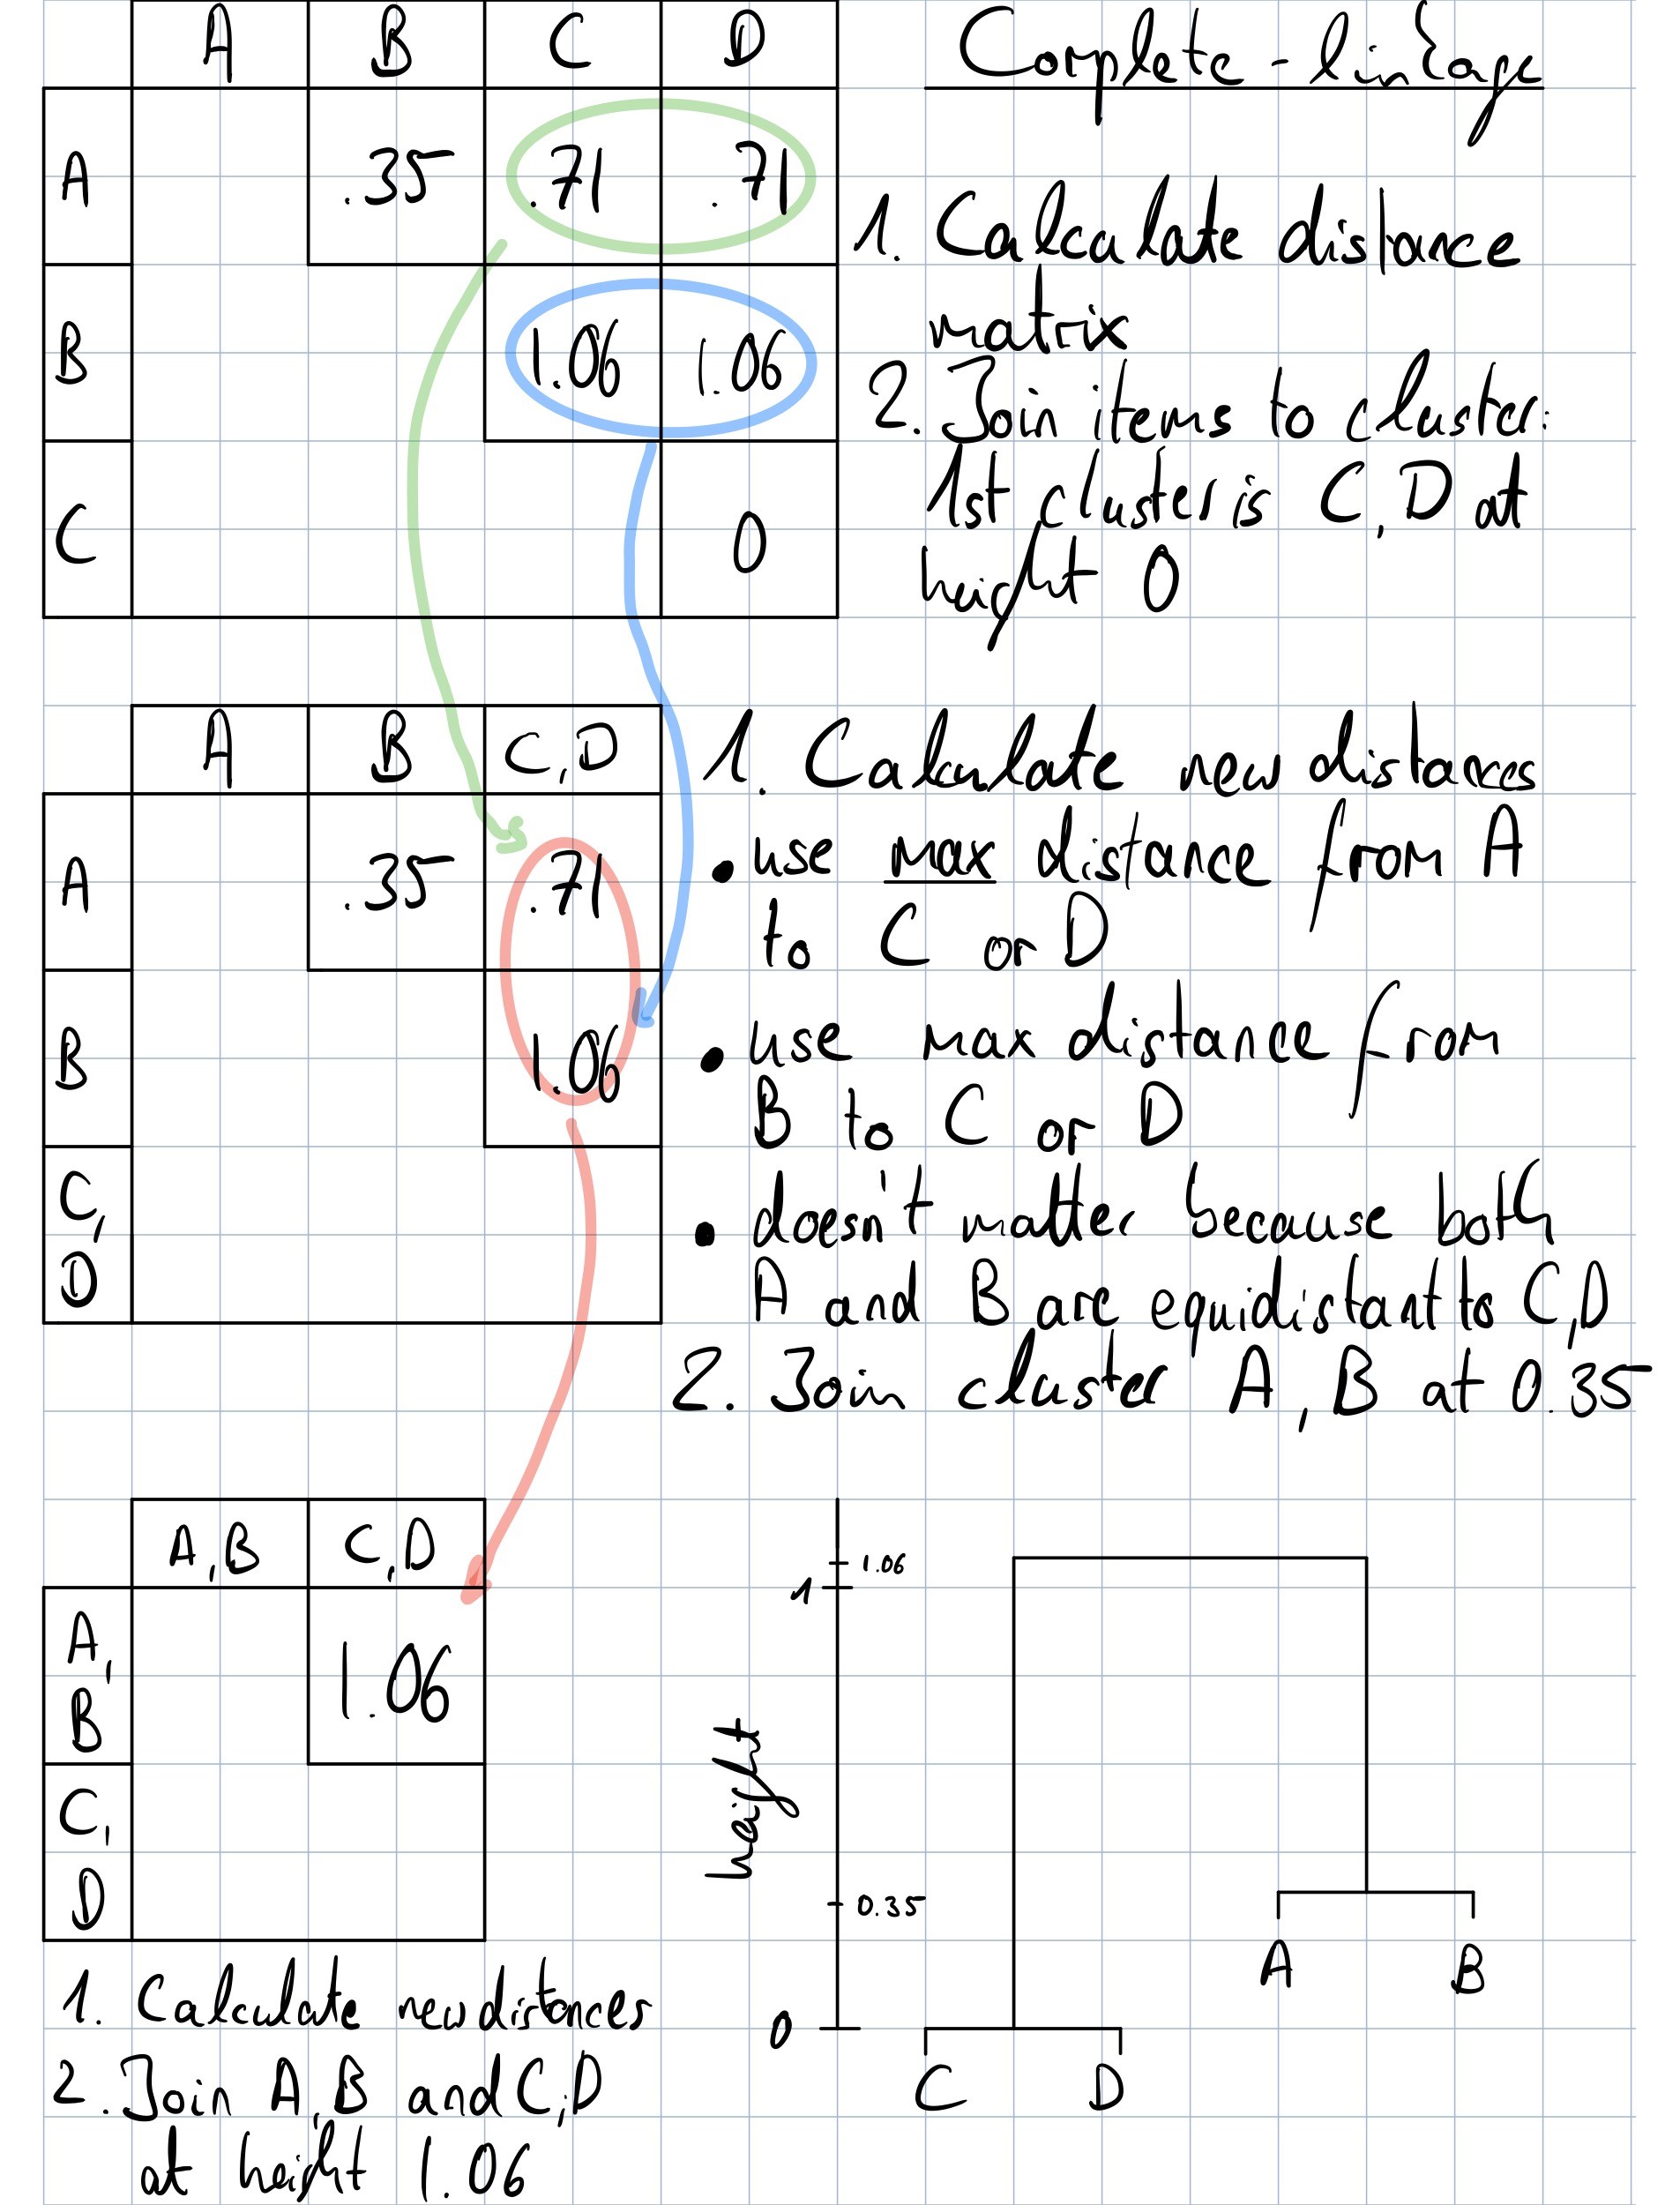 A B C D
Complete-linkage
A .35 .71 .71
B 1.06 1.06
C 0
1. Calculate distance
matrix
2. Join items to cluster:
1st cluster is C,D at
height 0
A B C,D
A .35 .71
B 1.06
C,
D
1. Calculate new distances
• use max distance from A
to C or D
• use max distance from
B to C or D
• doesn't matter because both
A and B are equidistant to C,D
2. Join cluster A,B at 0.35
A,B C,D
A,
B
1.06
C,
D
1. Calculate new distances
2. Join A,B and C,D
at height 1.06
height
1.06
1
0.35
0
A B
C D